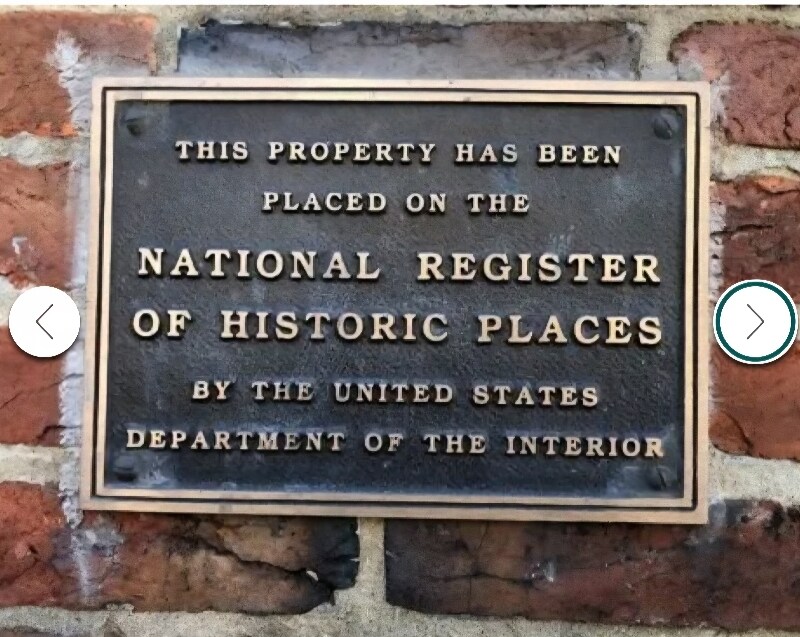 THIS PROPERTY HAS BEEN
PLACED ON THE
NATIONAL REGISTER
OF HISTORIC PLACES
BY THE UNITED STATES
DEPARTMENT OF THE INTERIOR